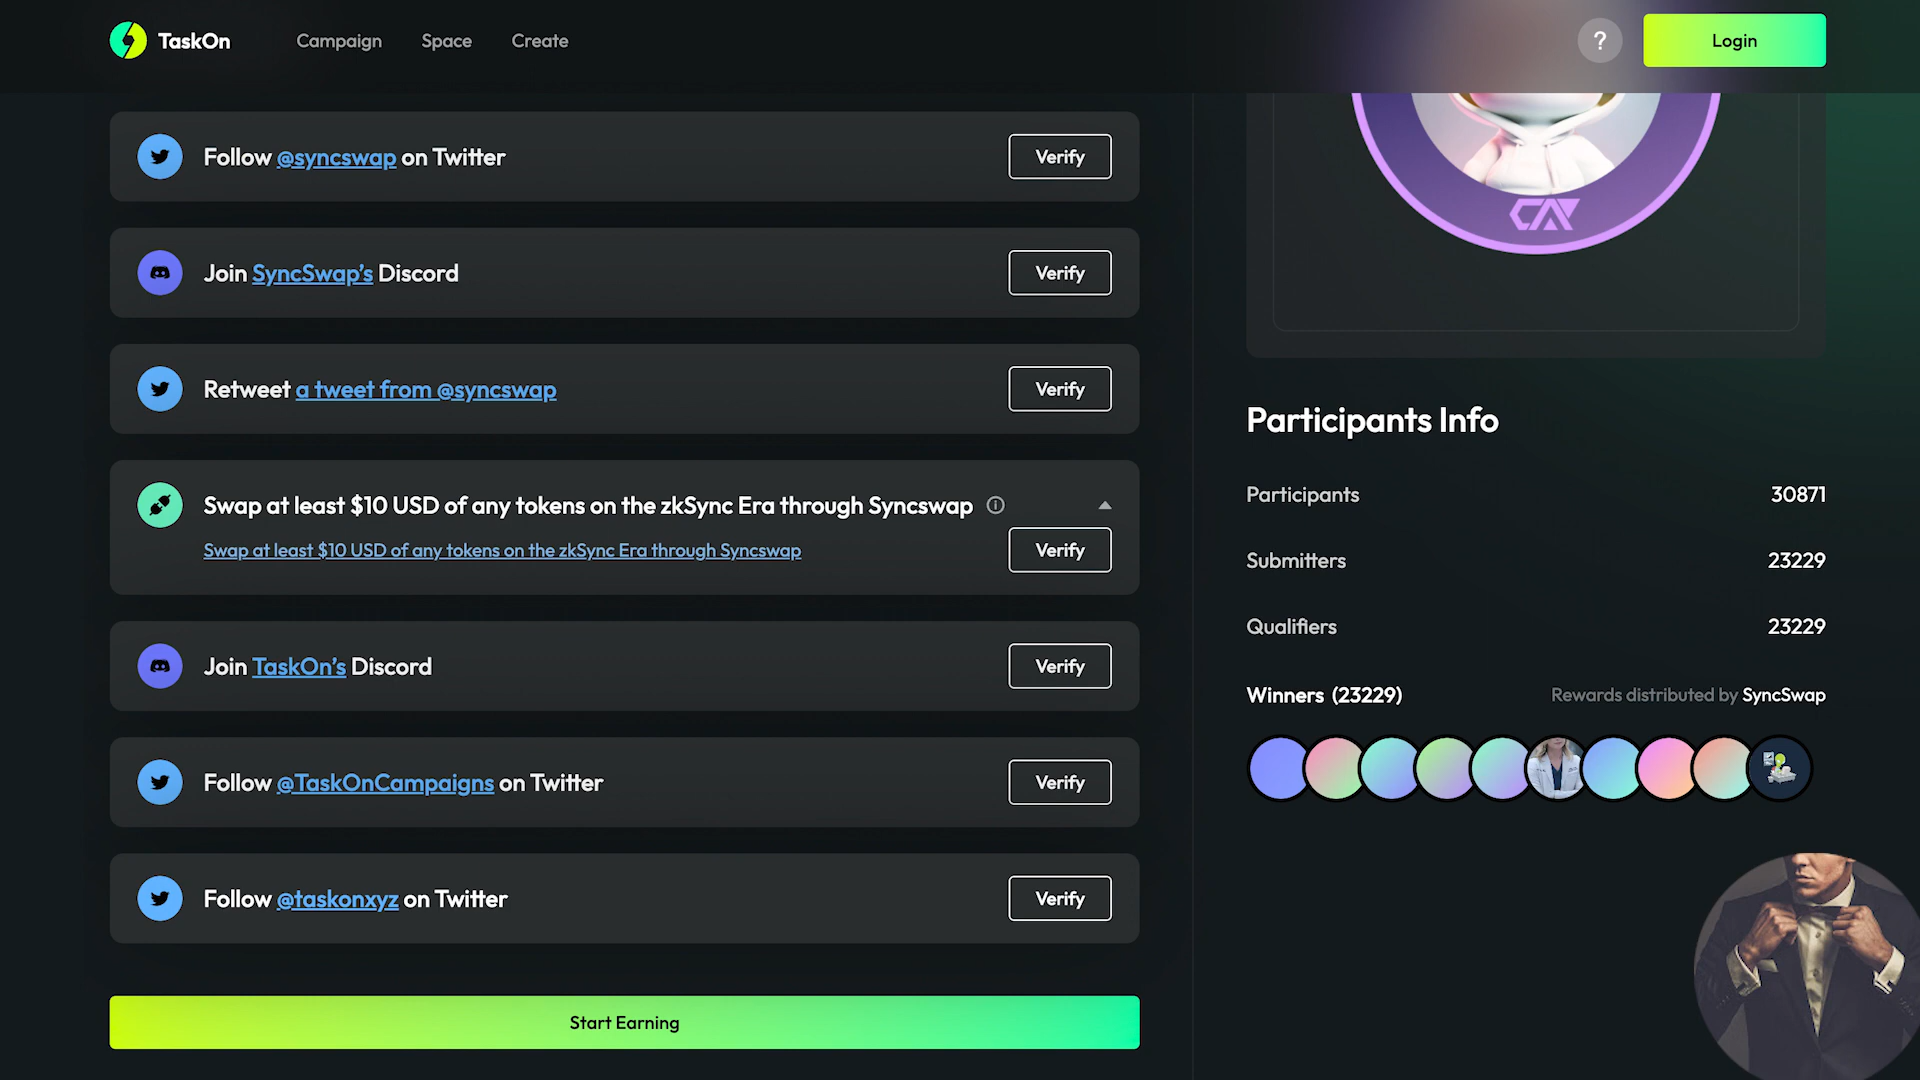 TaskOn
Campaign
Space
Create
?
Login
Follow @syncswap on Twitter
Verify
Join SyncSwap's Discord
Verify
Retweet a tweet from @syncswap
Verify
Swap at least $10 USD of any tokens on the zkSync Era through Syncswap
Swap at least $10 USD of any tokens on the zkSync Era through Syncswap
Verify
Join TaskOn's Discord
Verify
Follow @TaskOnCampaigns on Twitter
Verify
Follow @taskonxyz on Twitter
Verify
Start Earning
Participants Info
Participants
30871
Submitters
23229
Qualifiers
23229
Winners (23229)
Rewards distributed by SyncSwap